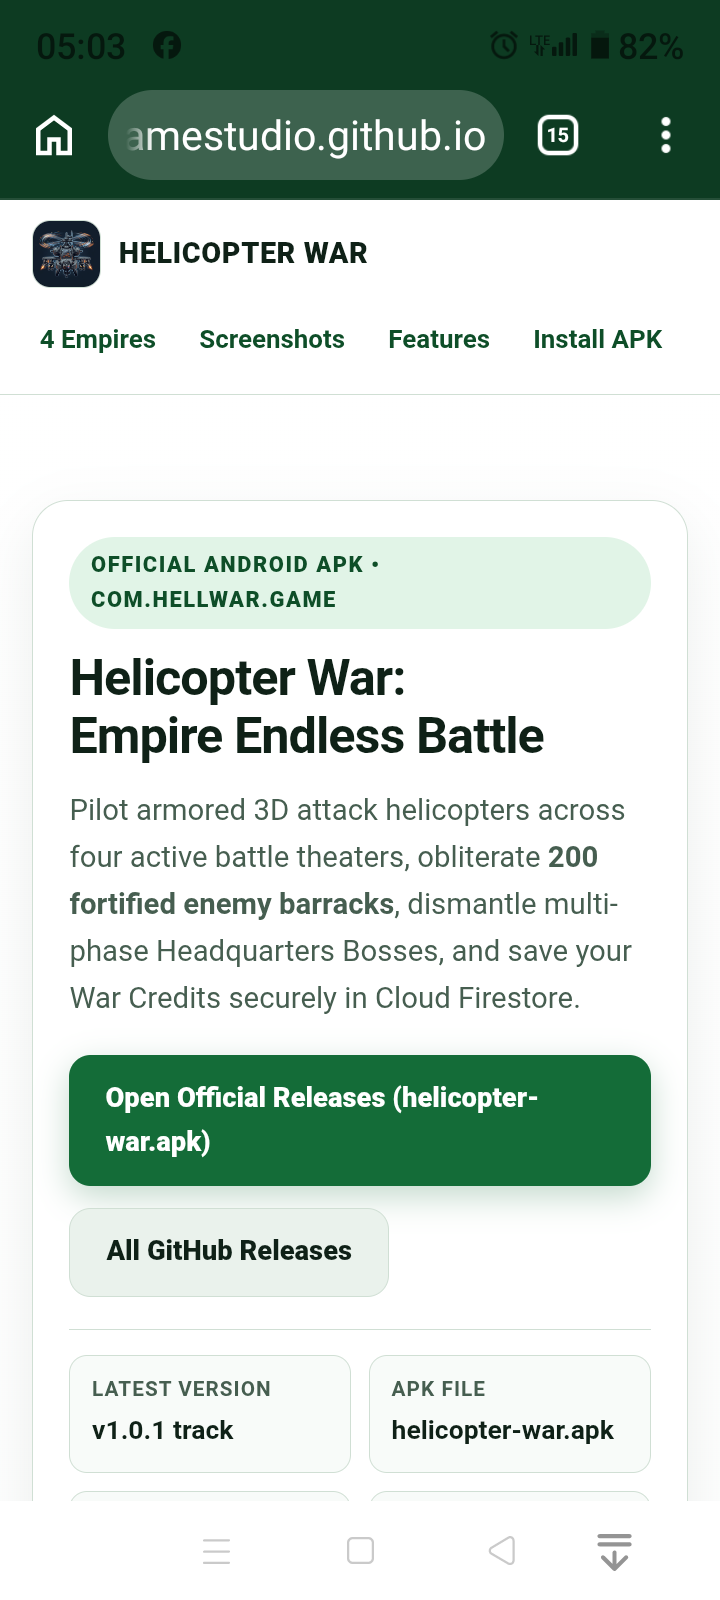 05:03
LTE
82%
amestudio.github.io
15
HELICOPTER WAR
4 Empires Screenshots Features Install APK
OFFICIAL ANDROID APK •
COM.HELLWAR.GAME
Helicopter War:
Empire Endless Battle
Pilot armored 3D attack helicopters across
four active battle theaters, obliterate 200
fortified enemy barracks, dismantle multi-
phase Headquarters Bosses, and save your
War Credits securely in Cloud Firestore.
Open Official Releases (helicopter-
war.apk)
All GitHub Releases
LATEST VERSION
v1.0.1 track
APK FILE
helicopter-war.apk